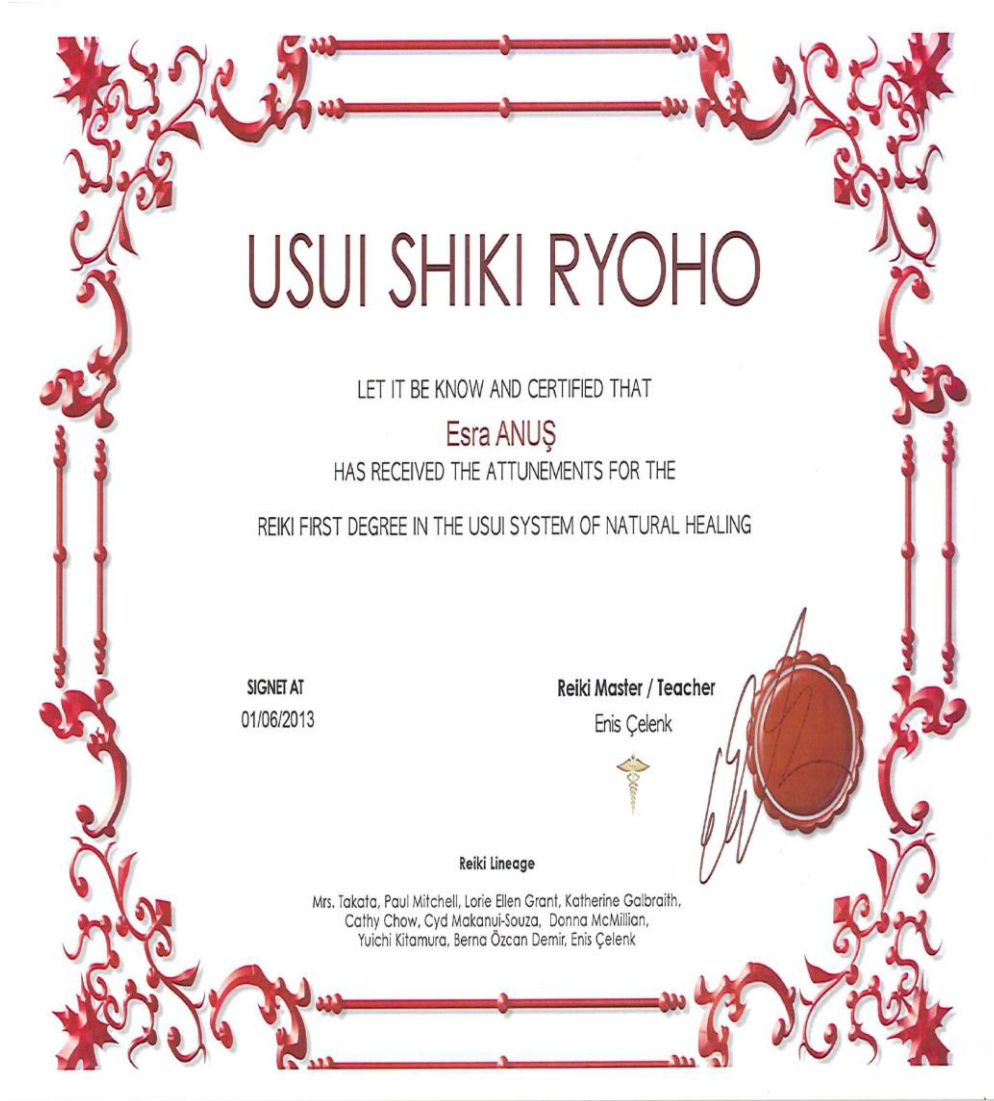 USUI SHIKI RYOHO
LET IT BE KNOW AND CERTIFIED THAT
Esra ANUŞ
HAS RECEIVED THE ATTUNEMENTS FOR THE
REIKI FIRST DEGREE IN THE USUI SYSTEM OF NATURAL HEALING
SIGNET AT
01/06/2013
Reiki Master / Teacher
Enis Çelenk
Reiki Lineage
Mrs. Takata, Paul Mitchell, Lorie Ellen Grant, Katherine Galbraith,
Cathy Chow, Cyd Makanui-Souza, Donna McMillian,
Yuichi Kitamura, Berna Özcan Demir, Enis Çelenk